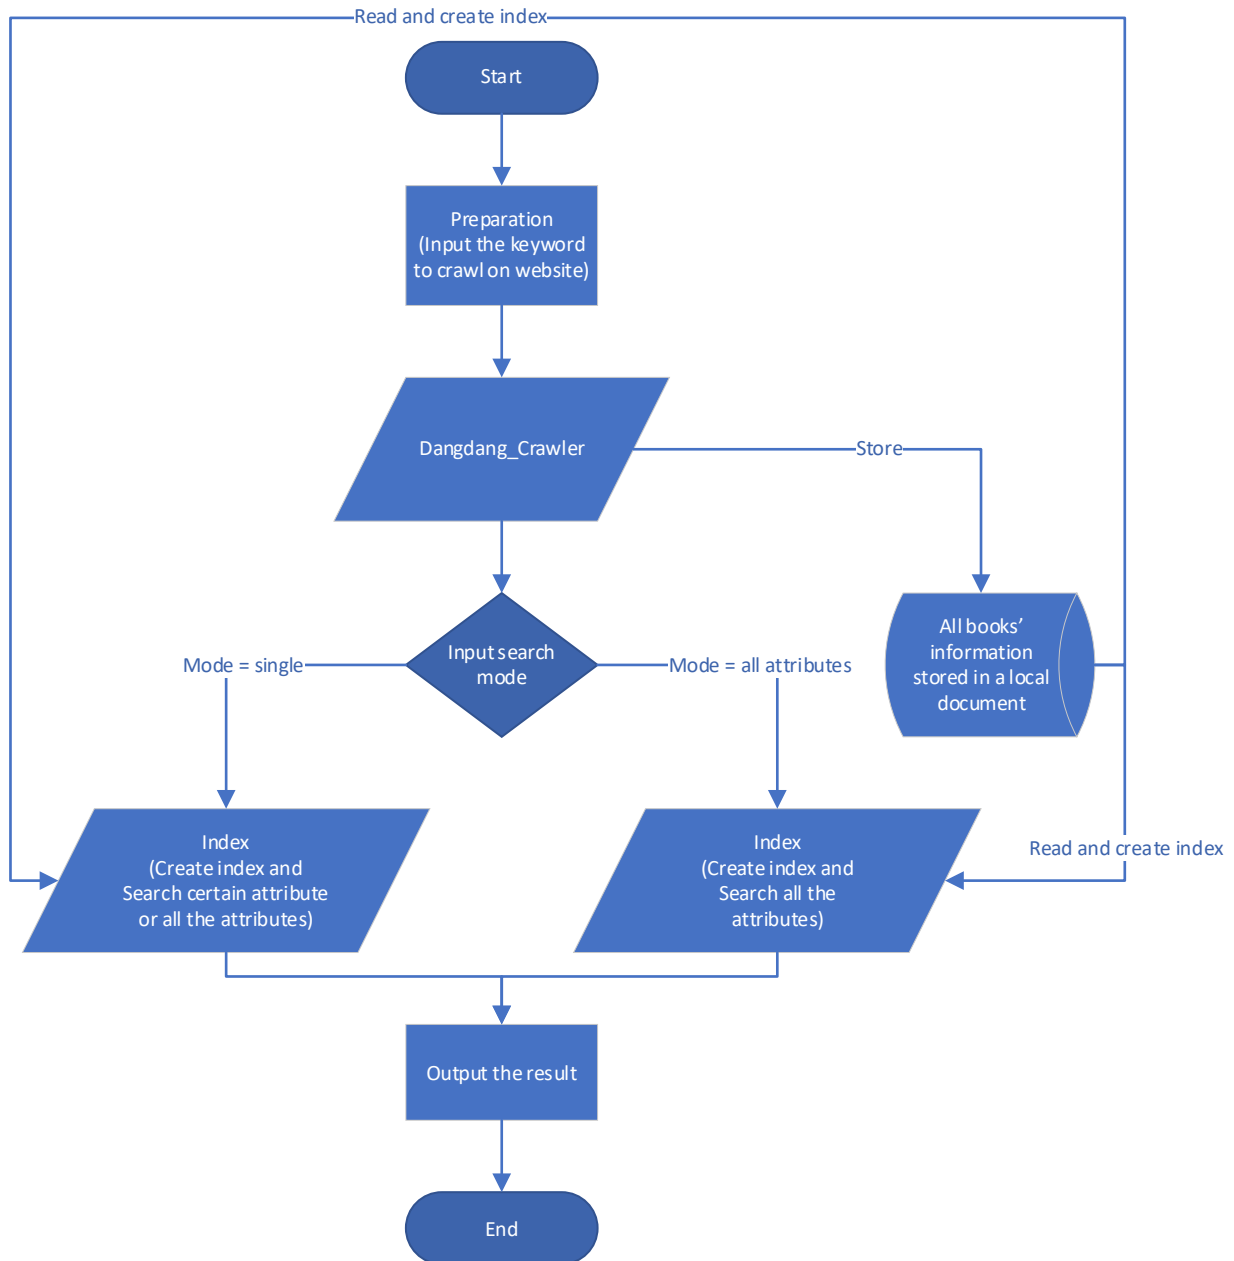 Read and create index
Start
Preparation
(Input the keyword
to crawl on website)
Dangdang_Crawler
Store
All books’
information
stored in a local
document
Input search
mode
Mode = single
Mode = all attributes
Index
(Create index and
Search certain attribute
or all the attributes)
Index
(Create index and
Search all the
attributes)
Read and create index
Output the result
End